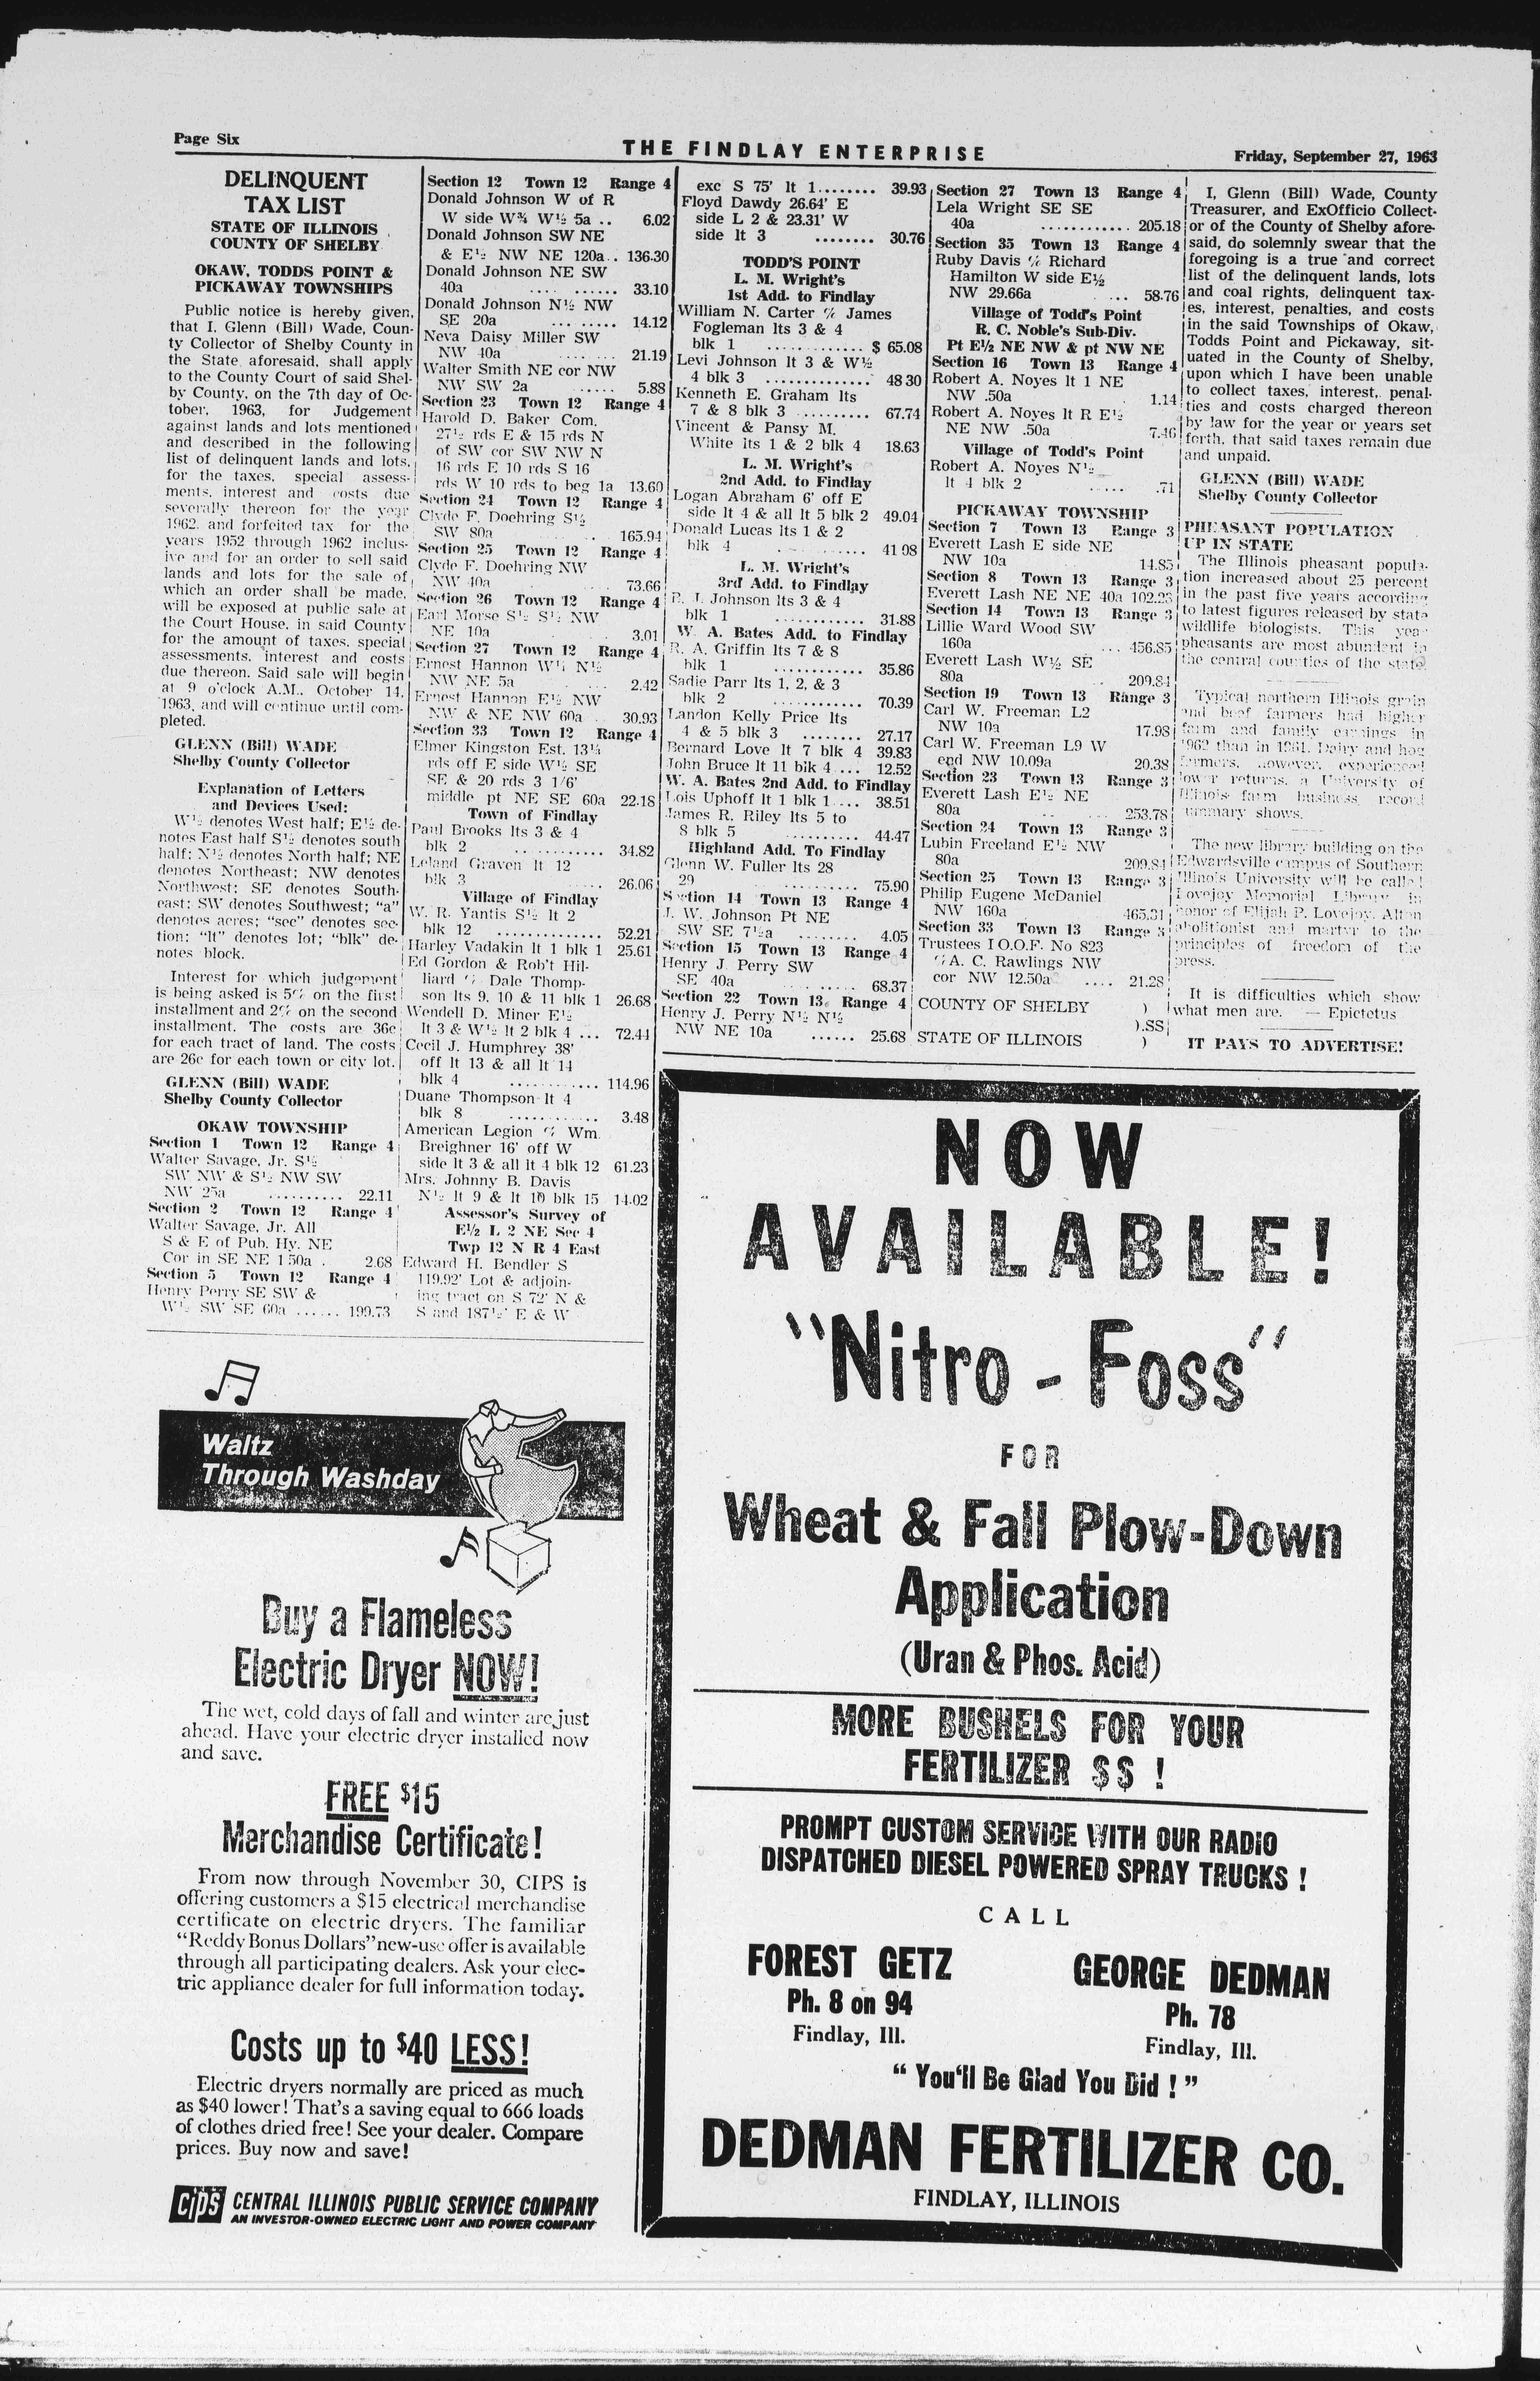 Page Six
THE FINDLAY ENTERPRISE
Friday, September 27, 1963
DELINQUENT
TAX LIST
STATE OF ILLINOIS
COUNTY OF SHELBY
OKAW, TODDS POINT &
PICKAWAY TOWNSHIPS
Public notice is hereby given,
that I, Glenn (Bill) Wade, Coun-
ty Collector of Shelby County in
the State aforesaid, shall apply
to the County Court of said Shel-
by County, on the 7th day of Oc-
tober, 1963, for Judgement
against lands and lots mentioned
and described in the following
list of delinquent lands and lots,
for the taxes, special assess-
ments, interest and costs due
severally thereon for the year
1962, and forfeited tax for the
years 1952 through 1962 inclus-
ive and for an order to sell said
lands and lots for the sale of
which an order shall be made,
will be exposed at public sale at
the Court House, in said County
for the amount of taxes, special
assessments, interest and costs
due thereon. Said sale will begin
at 9 o'clock A.M., October 14,
1963, and will continue until com-
pleted.
GLENN (Bill) WADE
Shelby County Collector
Explanation of Letters
and Devices Used:
W½ denotes West half; E½ de-
notes East half S½ denotes south
half; N½ denotes North half; NE
denotes Northeast; NW denotes
Northwest; SE denotes South-
east; SW denotes Southwest; "a"
denotes acres; "sec" denotes sec-
tion; "lt" denotes lot; "blk" de-
notes block.
Interest for which judgement
is being asked is 5% on the first
installment and 2% on the second
installment. The costs are 36c
for each tract of land. The costs
are 26c for each town or city lot.
GLENN (Bill) WADE
Shelby County Collector
OKAW TOWNSHIP
Section 1 Town 12 Range 4
Walter Savage, Jr. S½
SW NW & S½ NW SW
NW 25a .......... 22.11
Section 2 Town 12 Range 4
Walter Savage, Jr. All
S & E of Pub. Hy. NE
Cor in SE NE 1.50a . 2.68
Section 5 Town 12 Range 4
Henry Perry SE SW &
W½ SW SE 60a ...... 199.73
Section 12 Town 12 Range 4
Donald Johnson W of R
W side W¾ W½ 5a .. 6.02
Donald Johnson SW NE
& E½ NW NE 120a.. 136.30
Donald Johnson NE SW
40a .... ...... 33.10
Donald Johnson N½ NW
SE 20a ... ..... 14.12
Neva Daisy Miller SW
NW 40a ........ 21.19
Walter Smith NE cor NW
NW SW 2a ...... 5.88
Section 23 Town 12 Range 4
Harold D. Baker Com.
27½ rds E & 15 rds N
of SW cor SW NW N
16 rds E 10 rds S 16
rds W 10 rds to beg 1a 13.60
Section 24 Town 12 Range 4
Clyde F. Doehring S½
SW 80a .. 165.94
Section 25 Town 12 Range 4
Clyde F. Doehring NW
NW 40a .... 73.66
Section 26 Town 12 Range 4
Earl Morse S½ S½ NW
NE 10a 3.01
Section 27 Town 12 Range 4
Ernest Hannon W¼ N½
NW NE 5a ... 2.42
Ernest Hannon E½ NW
NW & NE NW 60a .. 30.93
Section 33 Town 12 Range 4
Elmer Kingston Est. 13¼
rds off E side W½ SE
SE & 20 rds 3 1/6'
middle pt NE SE 60a 22.18
Town of Findlay
Paul Brooks lts 3 & 4
blk 2 ............ 34.82
Leland Graven lt 12
blk 3 ..... 26.06
Village of Findlay
W. R. Yantis S½ lt 2
blk 12 ............. 52.21
Harley Vadakin lt 1 blk 1 25.61
Ed Gordon & Rob't Hil-
liard % Dale Thomp-
son lts 9, 10 & 11 blk 1 26.68
Wendell D. Miner E½
lt 3 & W½ lt 2 blk 4 ... 72.44
Cecil J. Humphrey 38'
off lt 13 & all lt 14
blk 4 ............ 114.96
Duane Thompson lt 4
blk 8 ............ 3.48
American Legion % Wm.
Breighner 16' off W
side lt 3 & all lt 4 blk 12 61.23
Mrs. Johnny B. Davis
N½ lt 9 & lt 10 blk 15 14.02
Assessor's Survey of
E½ L 2 NE Sec 4
Twp 12 N R 4 East
Edward H. Bendler S
119.92' Lot & adjoin-
ing tract on S 72' N &
S and 187½' E & W
exc S 75' lt 1........ 39.93
Floyd Dawdy 26.64' E
side L 2 & 23.31' W
side lt 3 ........ 30.76
TODD'S POINT
L. M. Wright's
1st Add. to Findlay
William N. Carter % James
Fogleman lts 3 & 4
blk 1 ............. $ 65.08
Levi Johnson lt 3 & W½
4 blk 3 .............. 48 30
Kenneth E. Graham lts
7 & 8 blk 3 .......... 67.74
Vincent & Pansy M.
White lts 1 & 2 blk 4 18.63
L. M. Wright's
2nd Add. to Findlay
Logan Abraham 6' off E
side lt 4 & all lt 5 blk 2 49.04
Donald Lucas lts 1 & 2
blk 4 ........... 41 08
L. M. Wright's
3rd Add. to Findlay
R. J. Johnson lts 3 & 4
blk 1 ............ 31.88
W. A. Bates Add. to Findlay
R. A. Griffin lts 7 & 8
blk 1 ............ 35.86
Sadie Parr lts 1, 2, & 3
blk 2 ............ 70.39
Landon Kelly Price lts
4 & 5 blk 3 ........ 27.17
Bernard Love lt 7 blk 4 39.83
John Bruce lt 11 blk 4 ... 12.52
W. A. Bates 2nd Add. to Findlay
Lois Uphoff lt 1 blk 1.... 38.51
James R. Riley lts 5 to
8 blk 5 .......... 44.47
Highland Add. To Findlay
Glenn W. Fuller lts 28
29 .......... 75.90
Section 14 Town 13 Range 4
J. W. Johnson Pt NE
SW SE 7½a ........ 4.05
Section 15 Town 13 Range 4
Henry J. Perry SW
SE 40a .......... 68.37
Section 22 Town 13 Range 4
Henry J. Perry N½ N½
NW NE 10a ...... 25.68
Section 27 Town 13 Range 4
Lela Wright SE SE
40a ............ 205.18
Section 35 Town 13 Range 4
Ruby Davis % Richard
Hamilton W side E½
NW 29.66a ... 58.76
Village of Todd's Point
R. C. Noble's Sub-Div.
Pt E½ NE NW & pt NW NE
Section 16 Town 13 Range 4
Robert A. Noyes lt 1 NE
NW .50a 1.14
Robert A. Noyes lt R E½
NE NW .50a 7.46
Village of Todd's Point
Robert A. Noyes N½
lt 4 blk 2 ..... .71
PICKAWAY TOWNSHIP
Section 7 Town 13 Range 3
Everett Lash E side NE
NW 10a 14.85
Section 8 Town 13 Range 3
Everett Lash NE NE 40a 102.23
Section 14 Town 13 Range 3
Lillie Ward Wood SW
160a ... 456.85
Everett Lash W½ SE
80a .. 209.84
Section 19 Town 13 Range 3
Carl W. Freeman L2
NW 10a 17.98
Carl W. Freeman L9 W
end NW 10.09a 20.38
Section 23 Town 13 Range 3
Everett Lash E½ NE
80a .. ... 253.78
Section 24 Town 13 Range 3
Lubin Freeland E½ NW
80a 209.84
Section 25 Town 13 Range 3
Philip Eugene McDaniel
NW 160a 465.31
Section 33 Town 13 Range 3
Trustees I O.O.F. No 823
% A. C. Rawlings NW
cor NW 12.50a .... 21.28
COUNTY OF SHELBY )
).SS
STATE OF ILLINOIS )
I, Glenn (Bill) Wade, County
Treasurer, and ExOfficio Collect-
or of the County of Shelby afore-
said, do solemnly swear that the
foregoing is a true and correct
list of the delinquent lands, lots
and coal rights, delinquent tax-
es, interest, penalties, and costs
in the said Townships of Okaw,
Todds Point and Pickaway, sit-
uated in the County of Shelby,
upon which I have been unable
to collect taxes, interest, penal-
ties and costs charged thereon
by law for the year or years set
forth, that said taxes remain due
and unpaid.
GLENN (Bill) WADE
Shelby County Collector
PHEASANT POPULATION
UP IN STATE
The Illinois pheasant popula-
tion increased about 25 percent
in the past five years according
to latest figures released by state
wildlife biologists. This year
pheasants are most abundant in
the central counties of the state.
Typical northern Illinois grain
and beef farmers had higher
farm and family earnings in
1962 than in 1961. Dairy and hog
farmers, however, experienced
lower returns, a University of
Illinois farm business record
summary shows.
The new library building on the
Edwardsville campus of Southern
Illinois University will be called
Lovejoy Memorial Library in
honor of Elijah P. Lovejoy, Alton
abolitionist and martyr to the
principles of freedom of the
press.
It is difficulties which show
what men are. — Epictetus
IT PAYS TO ADVERTISE!
Waltz
Through Washday
Buy a Flameless
Electric Dryer NOW!
The wet, cold days of fall and winter are just
ahead. Have your electric dryer installed now
and save.
FREE $15
Merchandise Certificate!
From now through November 30, CIPS is
offering customers a $15 electrical merchandise
certificate on electric dryers. The familiar
"Reddy Bonus Dollars" new-use offer is available
through all participating dealers. Ask your elec-
tric appliance dealer for full information today.
Costs up to $40 LESS!
Electric dryers normally are priced as much
as $40 lower! That's a saving equal to 666 loads
of clothes dried free! See your dealer. Compare
prices. Buy now and save!
CIPS CENTRAL ILLINOIS PUBLIC SERVICE COMPANY
AN INVESTOR-OWNED ELECTRIC LIGHT AND POWER COMPANY
NOW
AVAILABLE!
"Nitro - Foss"
FOR
Wheat & Fall Plow-Down
Application
(Uran & Phos. Acid)
MORE BUSHELS FOR YOUR
FERTILIZER $$ !
PROMPT CUSTOM SERVICE WITH OUR RADIO
DISPATCHED DIESEL POWERED SPRAY TRUCKS !
CALL
FOREST GETZ
Ph. 8 on 94
Findlay, Ill.
GEORGE DEDMAN
Ph. 78
Findlay, Ill.
" You'll Be Glad You Did ! "
DEDMAN FERTILIZER CO.
FINDLAY, ILLINOIS